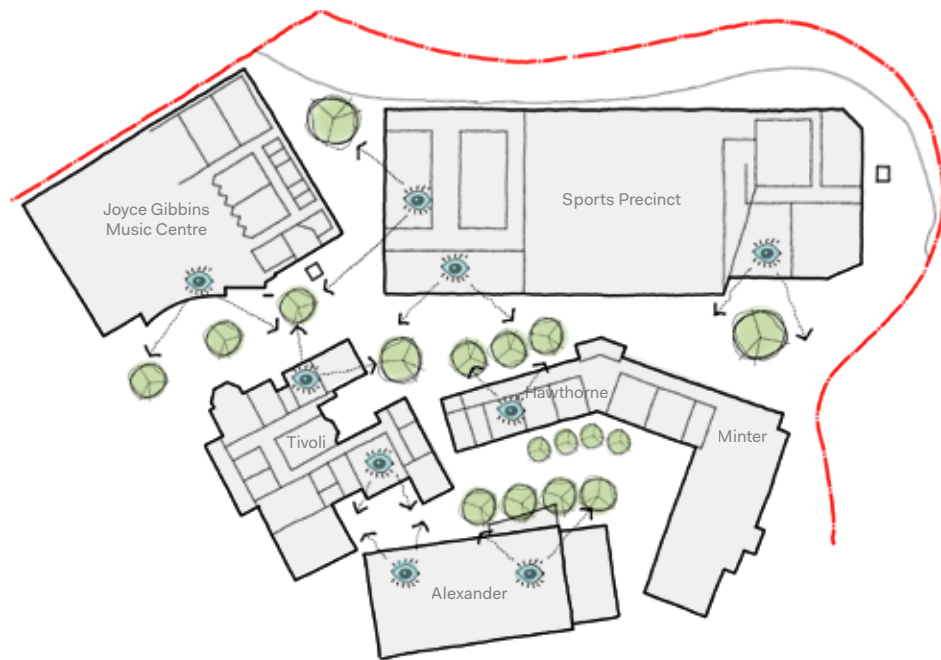 Joyce Gibbins
Music Centre
Sports Precinct
Hawthorne
Tivoli
Minter
Alexander